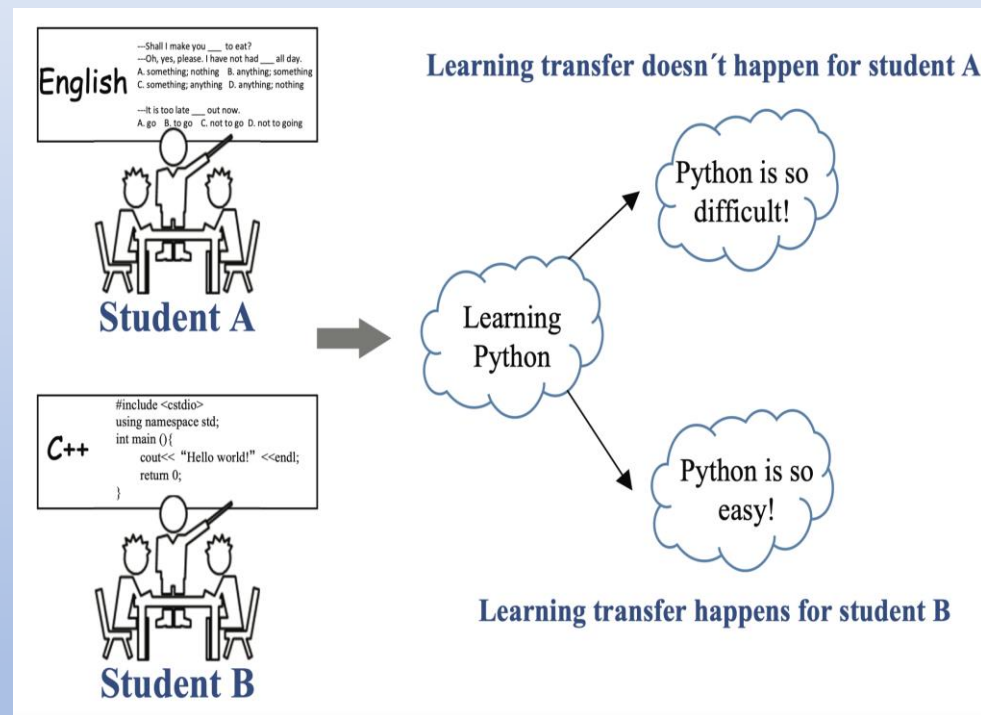 English
---Shall I make you ___ to eat?
---Oh, yes, please. I have not had ___ all day.
A. something; nothing B. anything; something
C. something; anything D. anything; nothing
---It is too late ___ out now.
A. go B. to go C. not to go D. not to going
Student A
C++
#include <cstdio>
using namespace std;
int main (){
cout<< “Hello world!” <<endl;
return 0;
}
Student B
Learning
Python
Learning transfer doesn´t happen for student A
Python is so
difficult!
Python is so
easy!
Learning transfer happens for student B